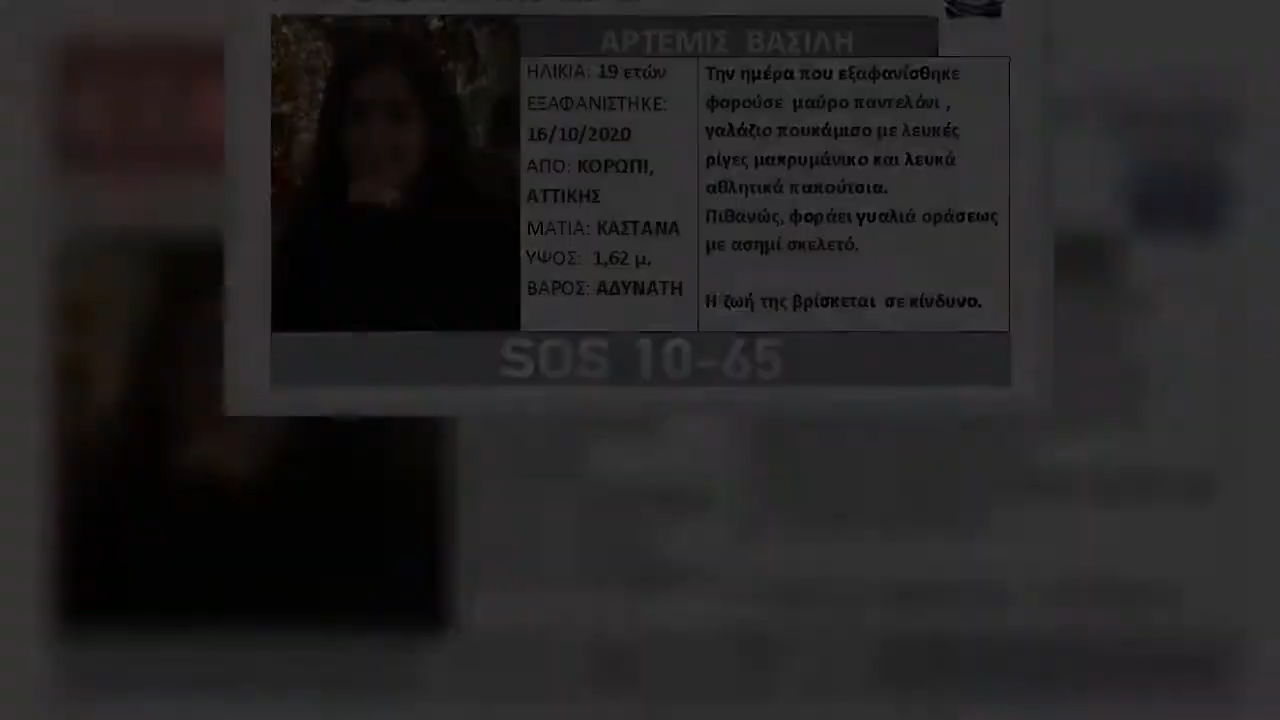 ΑΡΤΕΜΙΣ ΒΑΣΙΛΗ
ΗΛΙΚΙΑ: 19 ετών
ΕΞΑΦΑΝΙΣΤΗΚΕ:
16/10/2020
ΑΠΟ: ΚΟΡΩΠΙ,
ΑΤΤΙΚΗΣ
ΜΑΤΙΑ: ΚΑΣΤΑΝΑ
ΥΨΟΣ: 1,62 μ.
ΒΑΡΟΣ: ΑΔΥΝΑΤΗ
Την ημέρα που εξαφανίσθηκε
φορούσε μαύρο παντελόνι ,
γαλάζιο πουκάμισο με λευκές
ρίγες μακρυμάνικο και λευκά
αθλητικά παπούτσια.
Πιθανώς, φοράει γυαλιά οράσεως
με ασημί σκελετό.
Η ζωή της βρίσκεται σε κίνδυνο.
SOS 10-65